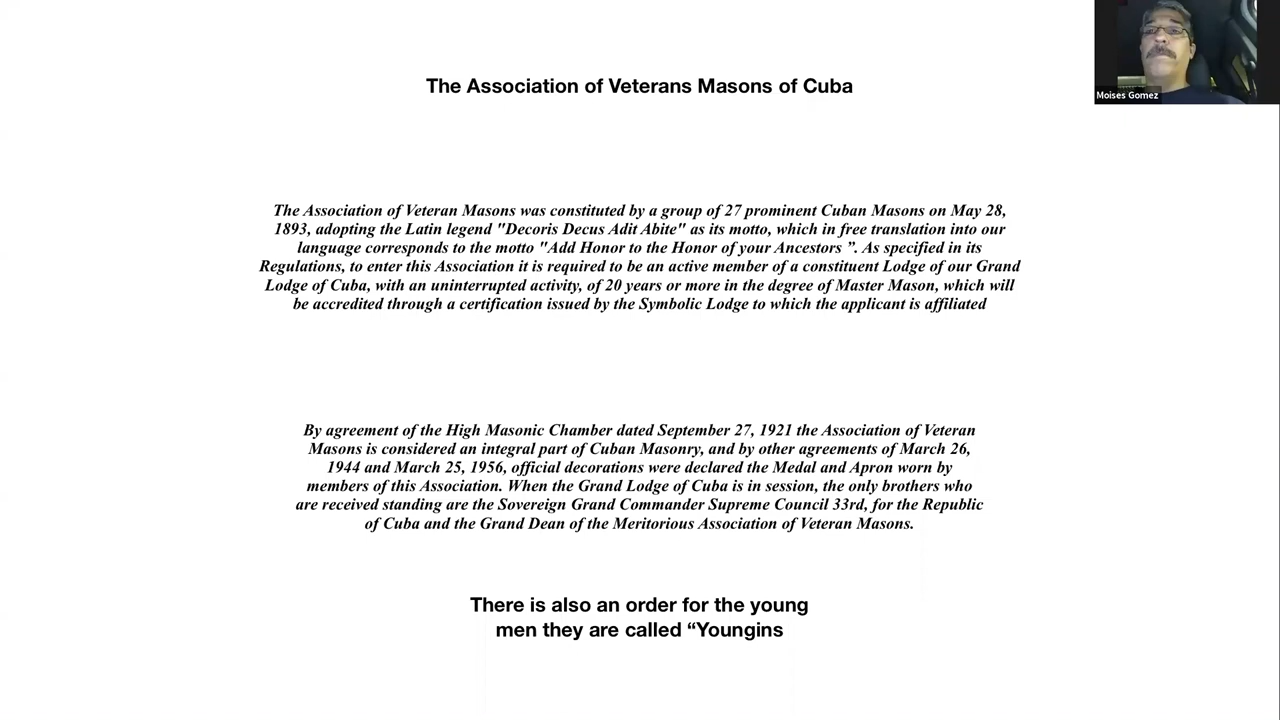 The Association of Veterans Masons of Cuba
Moises Gomez
The Association of Veteran Masons was constituted by a group of 27 prominent Cuban Masons on May 28,
1893, adopting the Latin legend "Decoris Decus Adit Abite" as its motto, which in free translation into our
language corresponds to the motto "Add Honor to the Honor of your Ancestors ”. As specified in its
Regulations, to enter this Association it is required to be an active member of a constituent Lodge of our Grand
Lodge of Cuba, with an uninterrupted activity, of 20 years or more in the degree of Master Mason, which will
be accredited through a certification issued by the Symbolic Lodge to which the applicant is affiliated
By agreement of the High Masonic Chamber dated September 27, 1921 the Association of Veteran
Masons is considered an integral part of Cuban Masonry, and by other agreements of March 26,
1944 and March 25, 1956, official decorations were declared the Medal and Apron worn by
members of this Association. When the Grand Lodge of Cuba is in session, the only brothers who
are received standing are the Sovereign Grand Commander Supreme Council 33rd, for the Republic
of Cuba and the Grand Dean of the Meritorious Association of Veteran Masons.
There is also an order for the young
men they are called “Youngins